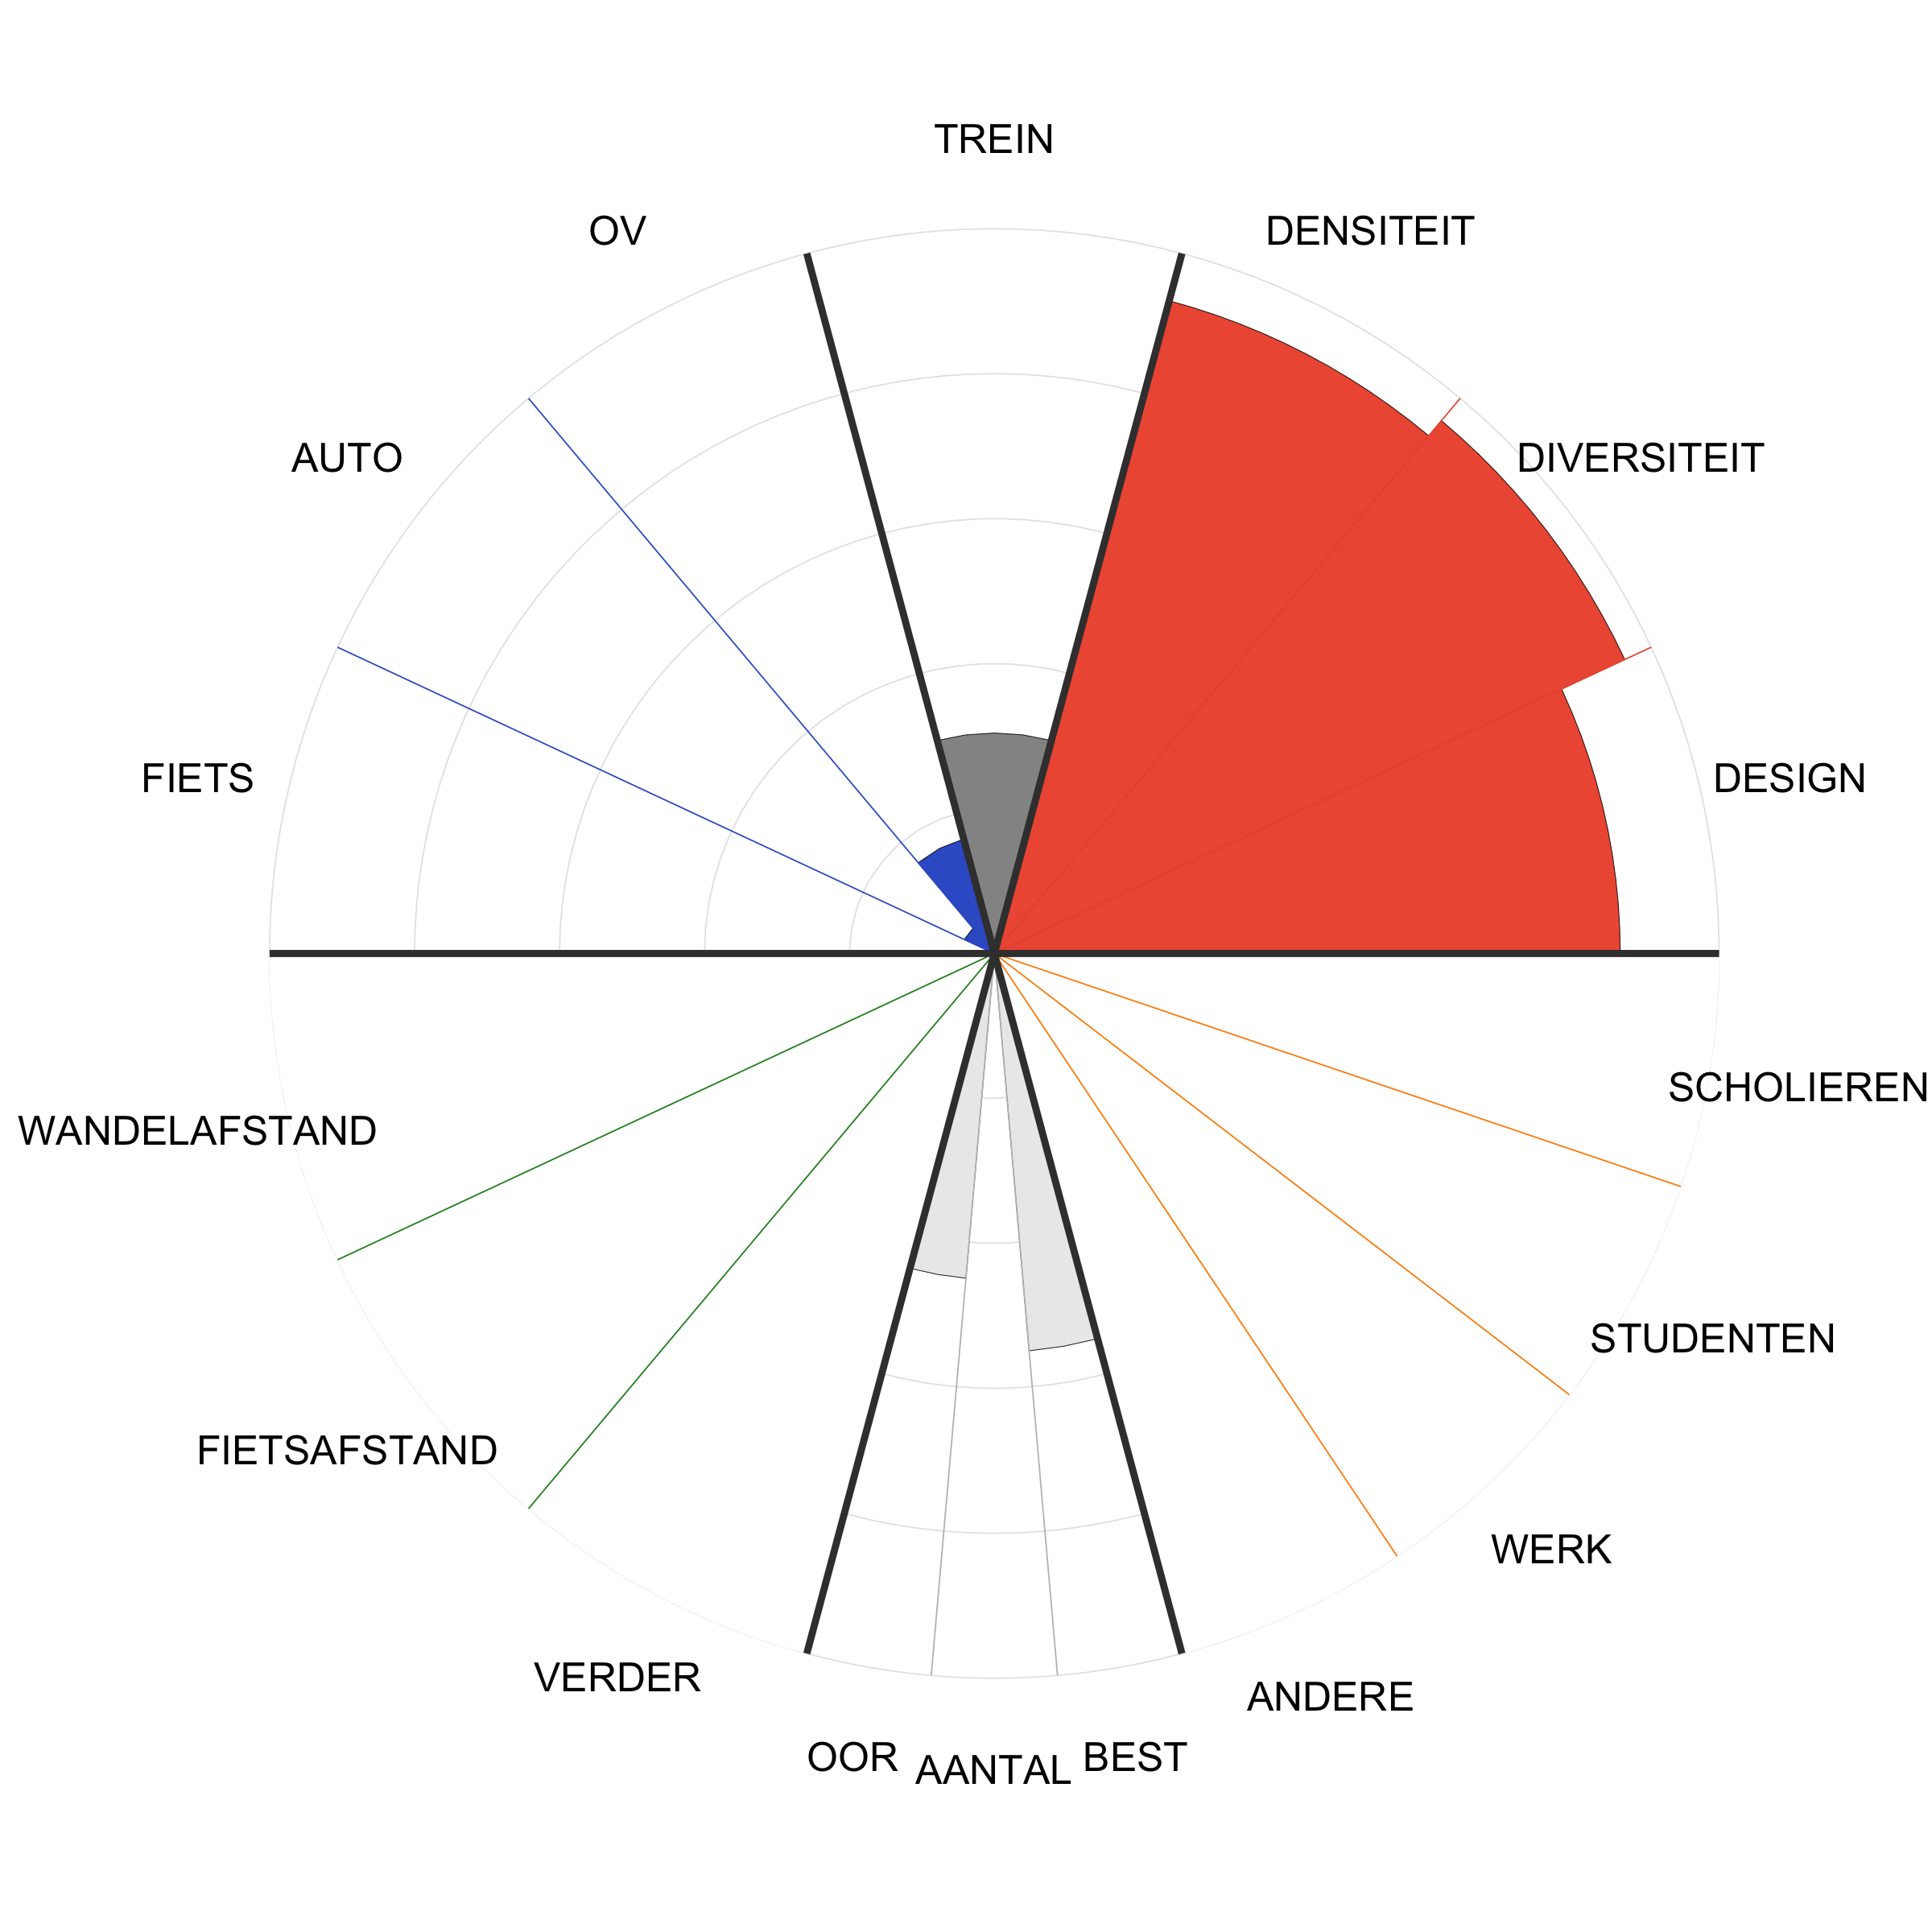 TREIN
OV
DENSITEIT
AUTO
DIVERSITEIT
FIETS
DESIGN
WANDELAFSTAND
SCHOLIEREN
STUDENTEN
FIETSAFSTAND
WERK
VERDER
ANDERE
OOR
AANTAL
BEST